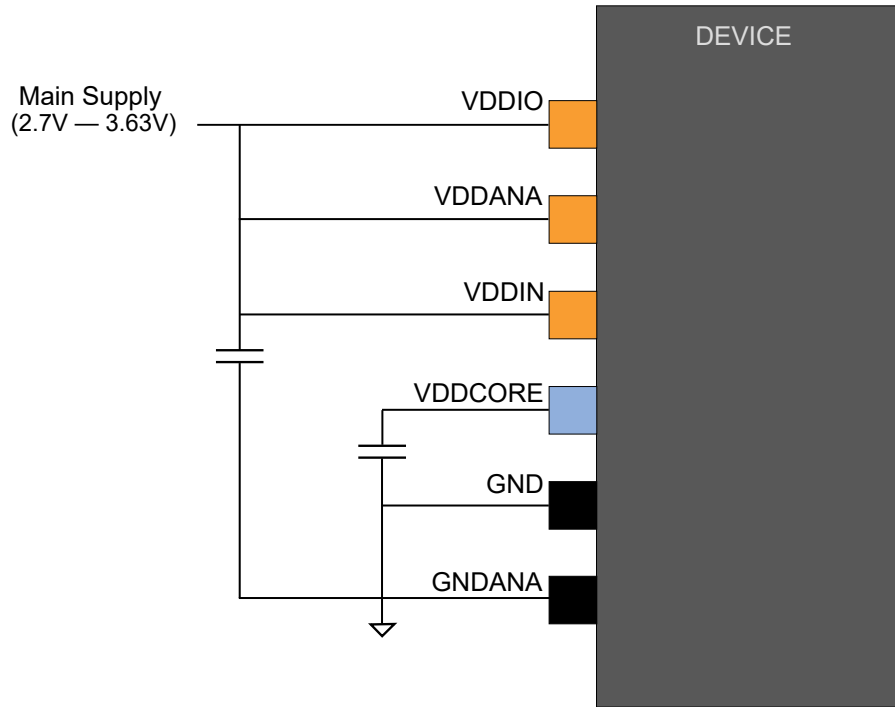 DEVICE
Main Supply
(2.7V — 3.63V)
VDDIO
VDDANA
VDDIN
VDDCORE
GND
GNDANA